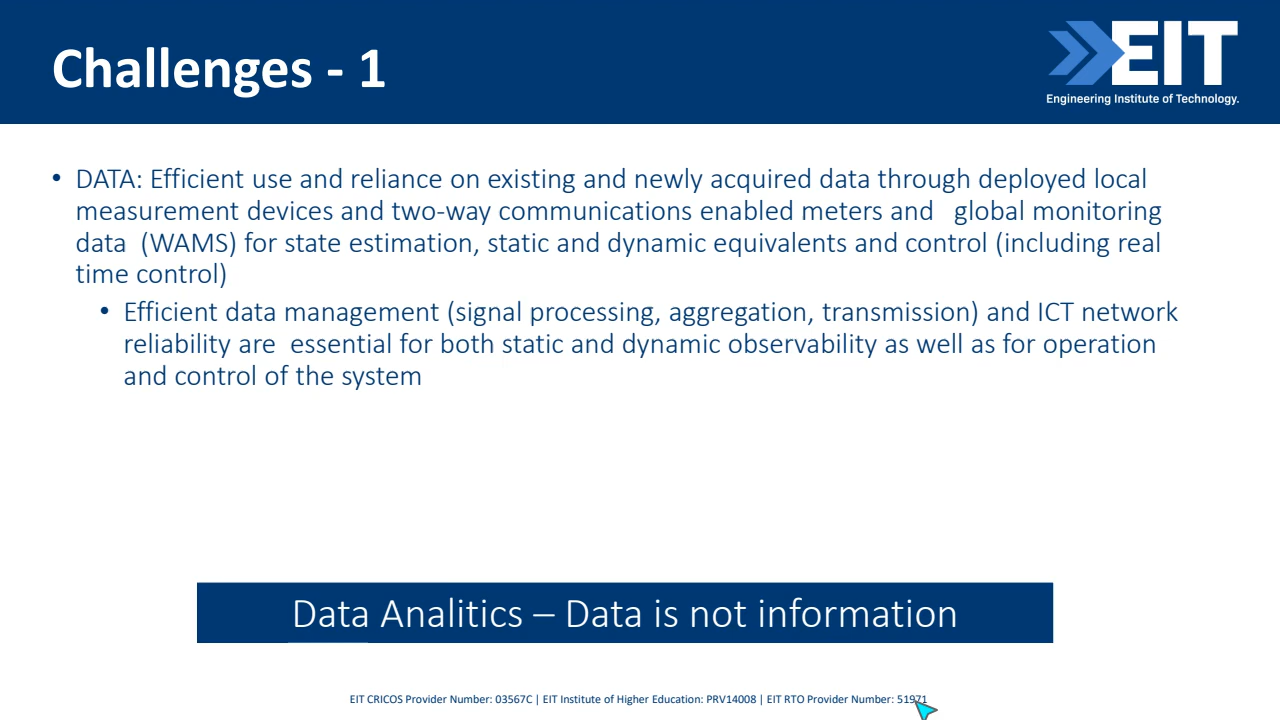 Challenges - 1
EIT
Engineering Institute of Technology.
• DATA: Efficient use and reliance on existing and newly acquired data through deployed local
measurement devices and two-way communications enabled meters and   global monitoring
data  (WAMS) for state estimation, static and dynamic equivalents and control (including real
time control)
• Efficient data management (signal processing, aggregation, transmission) and ICT network
reliability are  essential for both static and dynamic observability as well as for operation
and control of the system
Data Analitics – Data is not information
EIT CRICOS Provider Number: 03567C | EIT Institute of Higher Education: PRV14008 | EIT RTO Provider Number: 51971